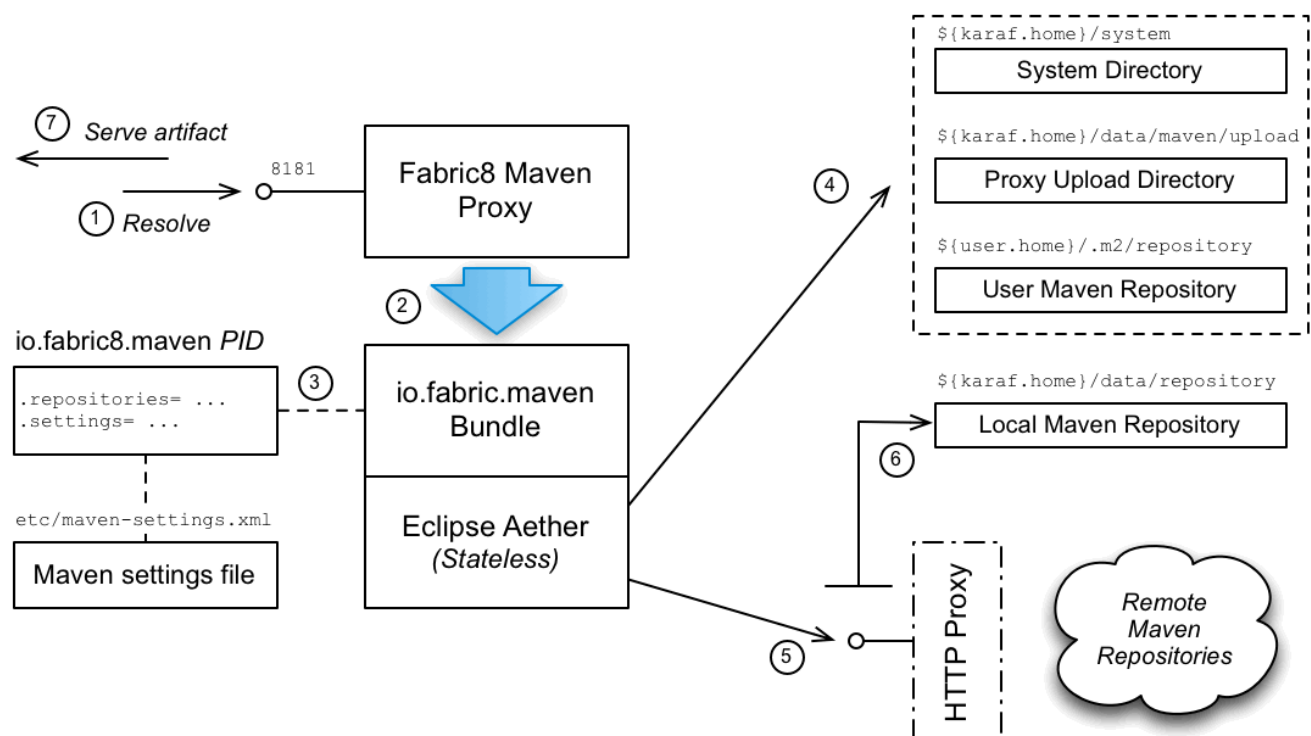 ${karaf.home}/system
System Directory
7
Serve artifact
8181
1
Resolve
Fabric8 Maven
Proxy
4
${karaf.home}/data/maven/upload
Proxy Upload Directory
${user.home}/.m2/repository
User Maven Repository
2
io.fabric8.maven PID
.repositories= ...
.settings= ...
3
io.fabric.maven
Bundle
${karaf.home}/data/repository
Local Maven Repository
6
etc/maven-settings.xml
Maven settings file
Eclipse Aether
(Stateless)
5
HTTP Proxy
Remote
Maven
Repositories